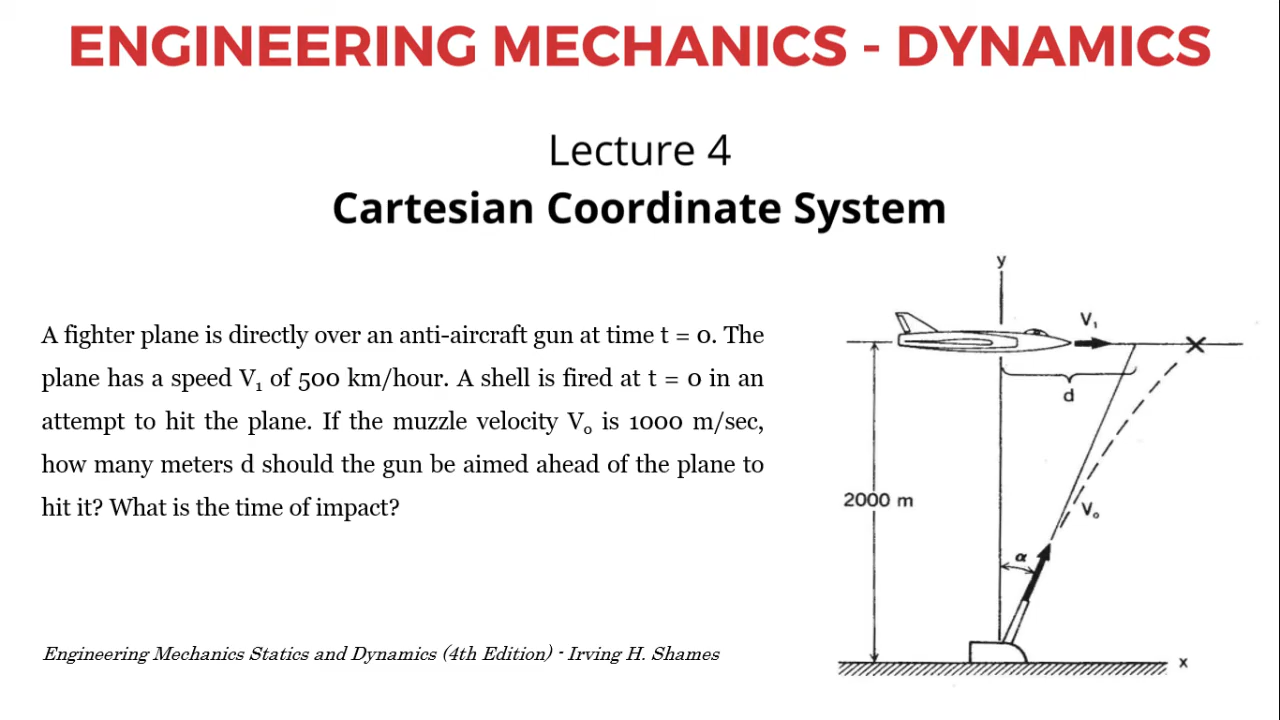 ENGINEERING MECHANICS - DYNAMICS
Lecture 4
Cartesian Coordinate System
A fighter plane is directly over an anti-aircraft gun at time t = 0. The
plane has a speed V₁ of 500 km/hour. A shell is fired at t = 0 in an
attempt to hit the plane. If the muzzle velocity Vₒ is 1000 m/sec,
how many meters d should the gun be aimed ahead of the plane to
hit it? What is the time of impact?
Engineering Mechanics Statics and Dynamics (4th Edition) - Irving H. Shames
y
V₁
d
2000 m
Vₒ
α
x